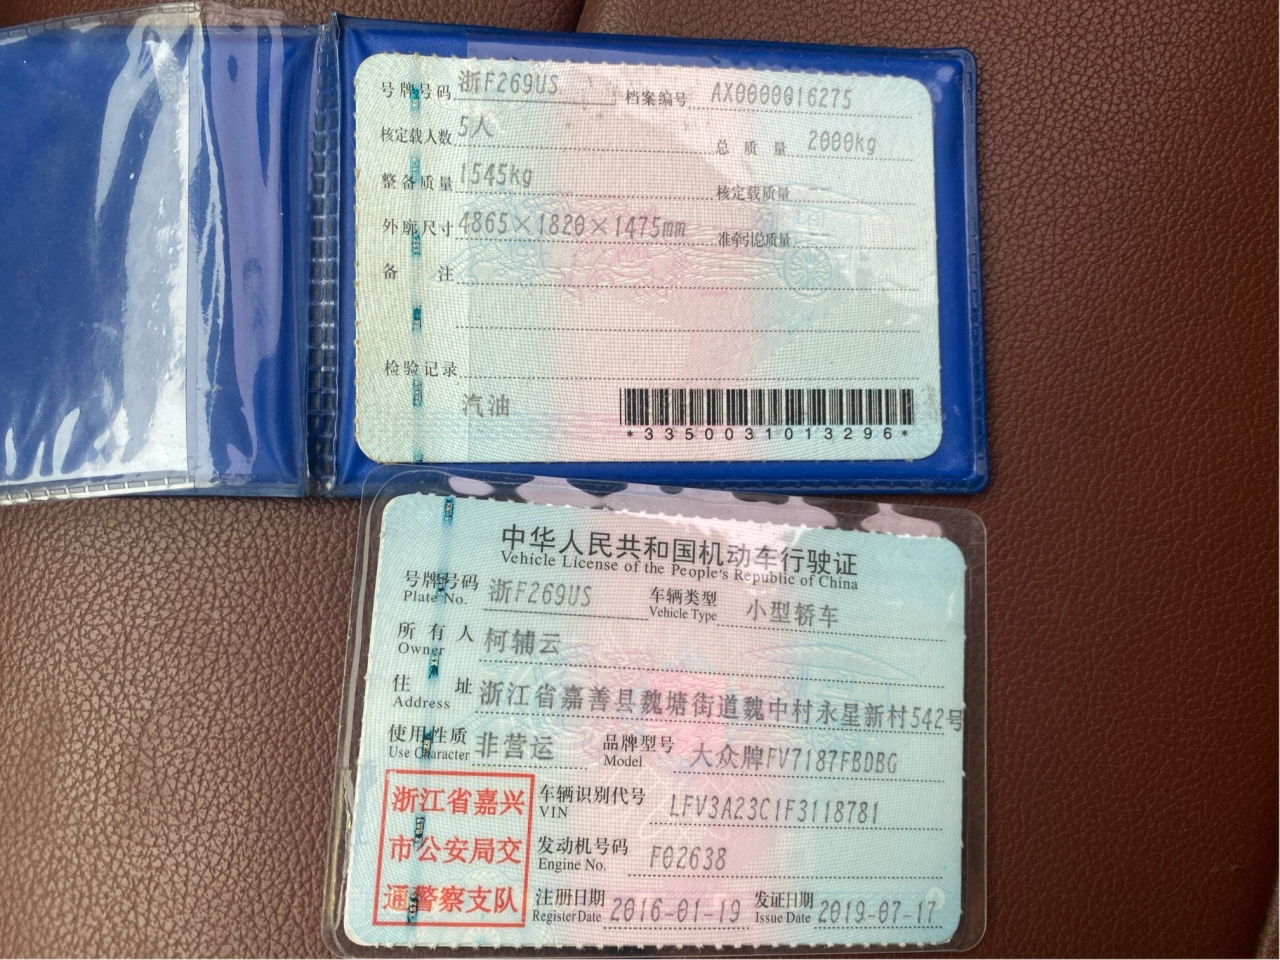 号牌号码 浙F269US 档案编号 AX0000016275
核定载人数 5人 总质量 2000kg
整备质量 1545kg 核定载质量
外廓尺寸 4865×1820×1475mm 准牵引总质量
备 注
检验记录
汽油
*3350031013296*
中华人民共和国机动车行驶证
Vehicle License of the People's Republic of China
号牌号码 浙F269US 车辆类型 小型轿车
Plate No. Vehicle Type
所有人 柯辅云
Owner
住 址 浙江省嘉善县魏塘街道魏中村永星新村542号
Address
使用性质 非营运 品牌型号 大众牌FV7187FBDBG
Use Character Model
浙江省嘉兴
市公安局交
通警察支队
车辆识别代号 LFV3A23C1F3118781
VIN
发动机号码 F02638
Engine No.
注册日期 2016-01-19 发证日期 2019-07-17
Register Date Issue Date